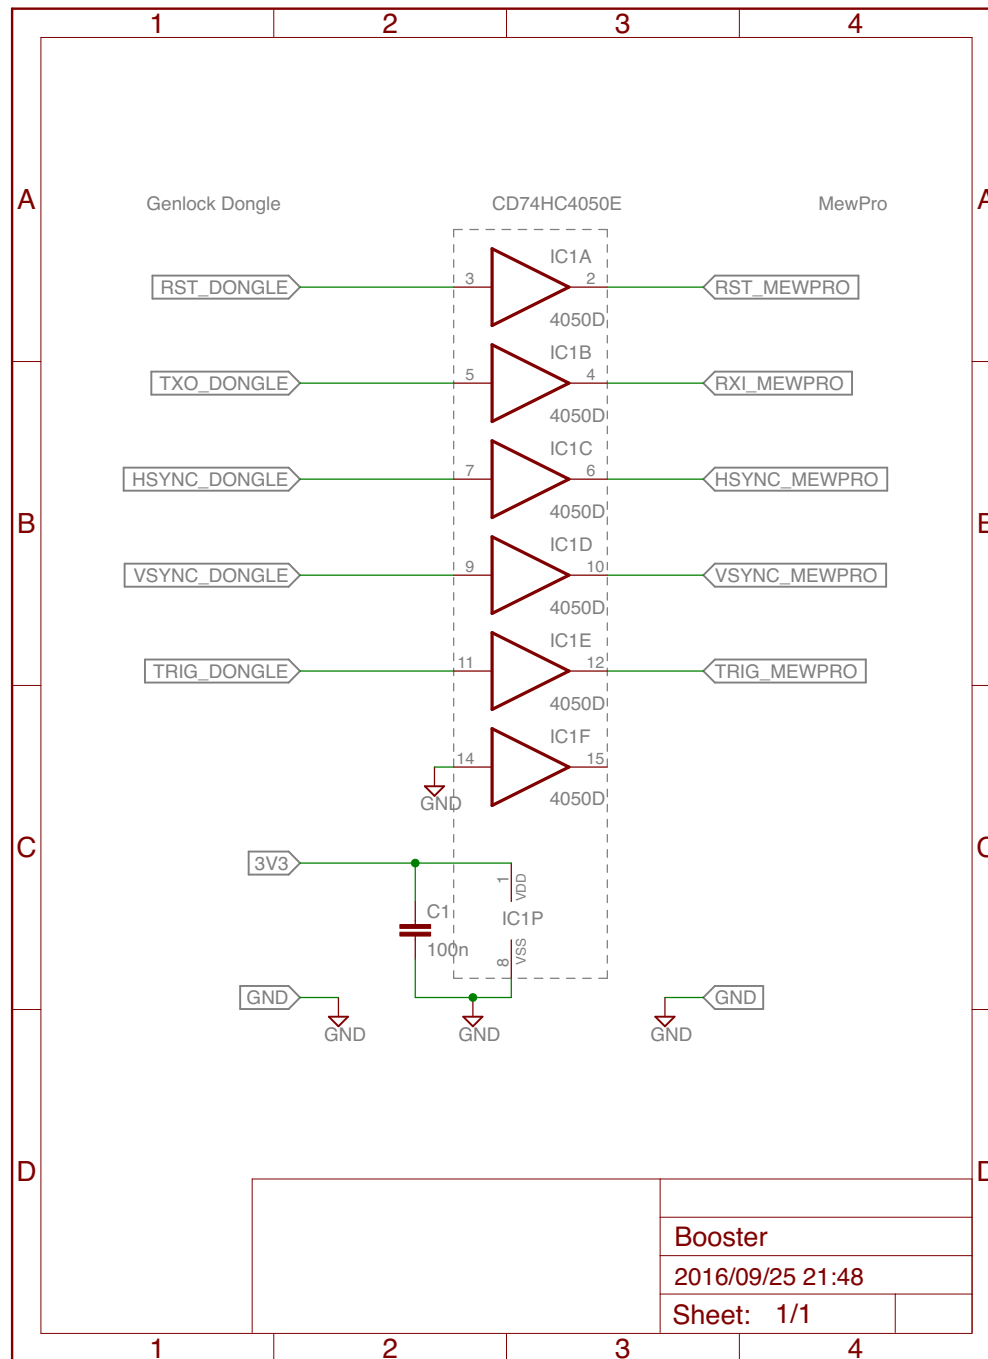 1 2 3 4
A A
Genlock Dongle CD74HC4050E MewPro
IC1A
RST_DONGLE 3 2 RST_MEWPRO
4050D
IC1B
TXO_DONGLE 5 4 RXI_MEWPRO
4050D
IC1C
HSYNC_DONGLE 7 6 HSYNC_MEWPRO
4050D
B B
IC1D
VSYNC_DONGLE 9 10 VSYNC_MEWPRO
4050D
IC1E
TRIG_DONGLE 11 12 TRIG_MEWPRO
4050D
IC1F
14 15
GND 4050D
C C
3V3
1 VDD
C1 IC1P
100n
8 VSS
GND GND
GND GND GND
D D
Booster
2016/09/25 21:48
Sheet: 1/1
1 2 3 4